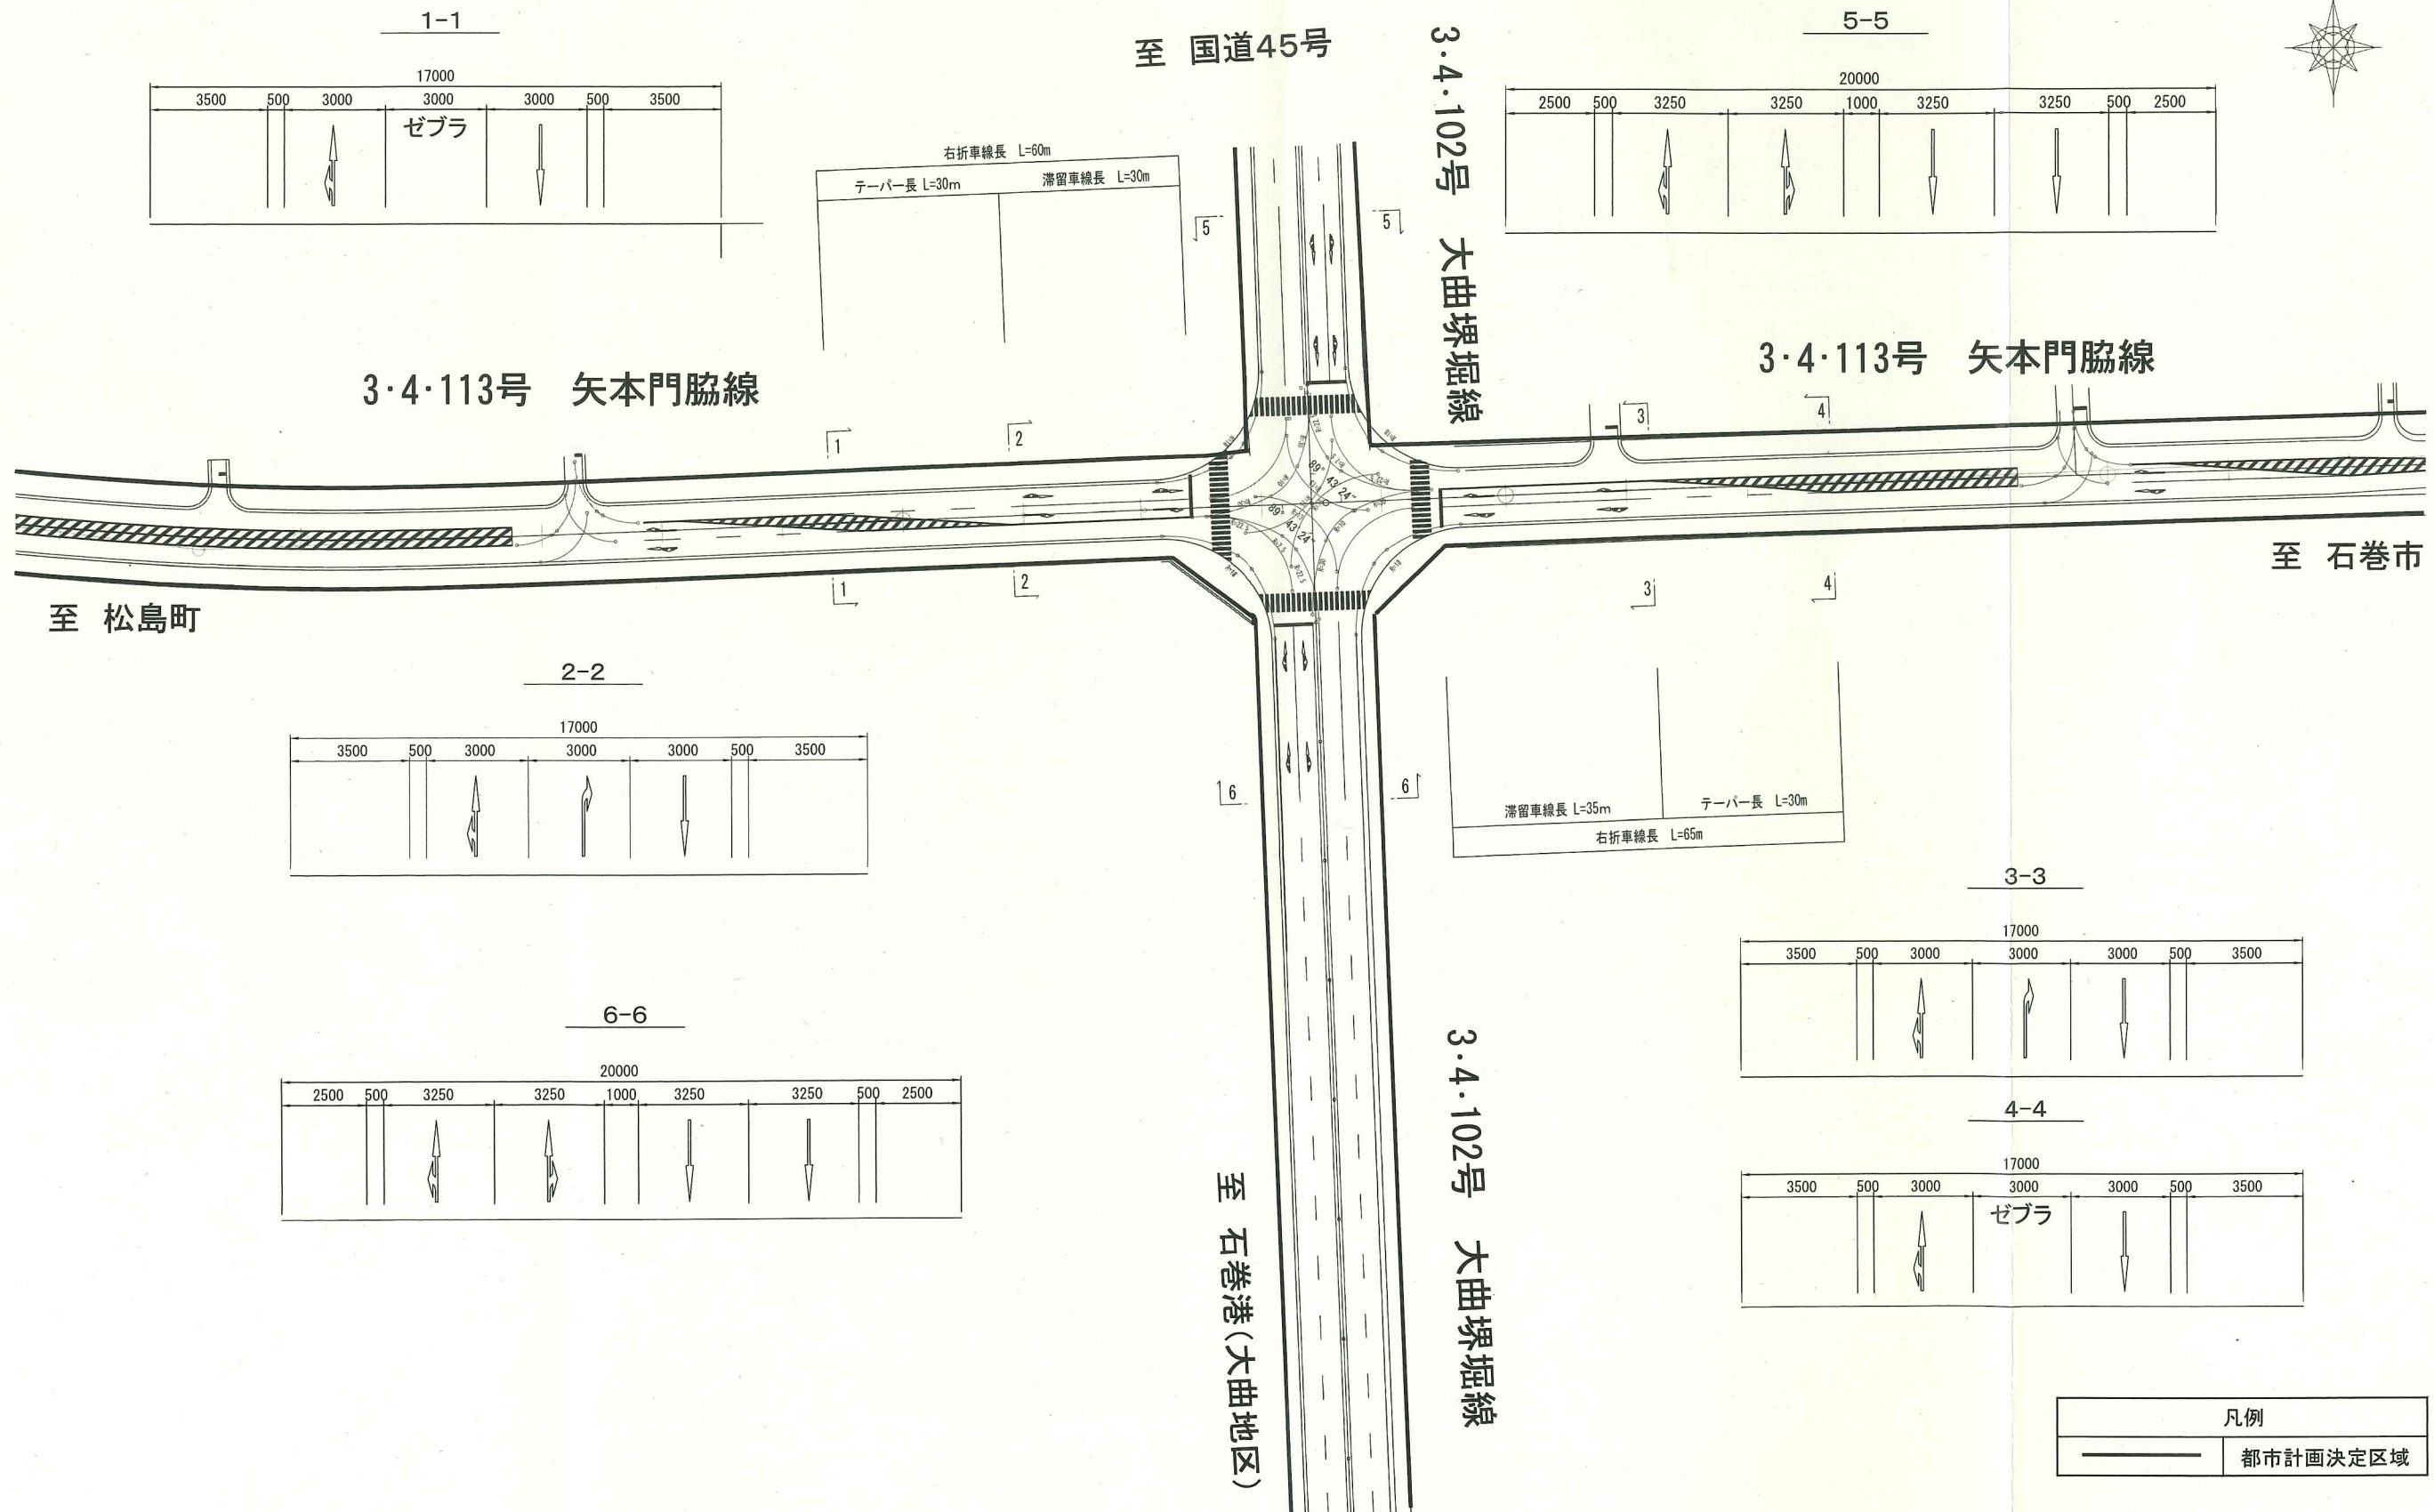 1-1
17000
3500 500 3000 3000 3000 500 3500
ゼブラ
至 国道45号
3・4・102号 大曲堺堀線
5-5
20000
2500 500 3250 3250 1000 3250 3250 500 2500
右折車線長 L=60m
テーパー長 L=30m 滞留車線長 L=30m
5 5
3・4・113号 矢本門脇線
3・4・113号 矢本門脇線
1 2 3 4
89° 43′ 24″
89° 43′ 24″
1 2 3 4
至 松島町
至 石巻市
2-2
17000
3500 500 3000 3000 3000 500 3500
6 6
滞留車線長 L=35m テーパー長 L=30m
右折車線長 L=65m
3-3
17000
3500 500 3000 3000 3000 500 3500
6-6
20000
2500 500 3250 3250 1000 3250 3250 500 2500
4-4
17000
3500 500 3000 3000 3000 500 3500
ゼブラ
至 石巻港(大曲地区)
3・4・102号 大曲堺堀線
凡例
都市計画決定区域